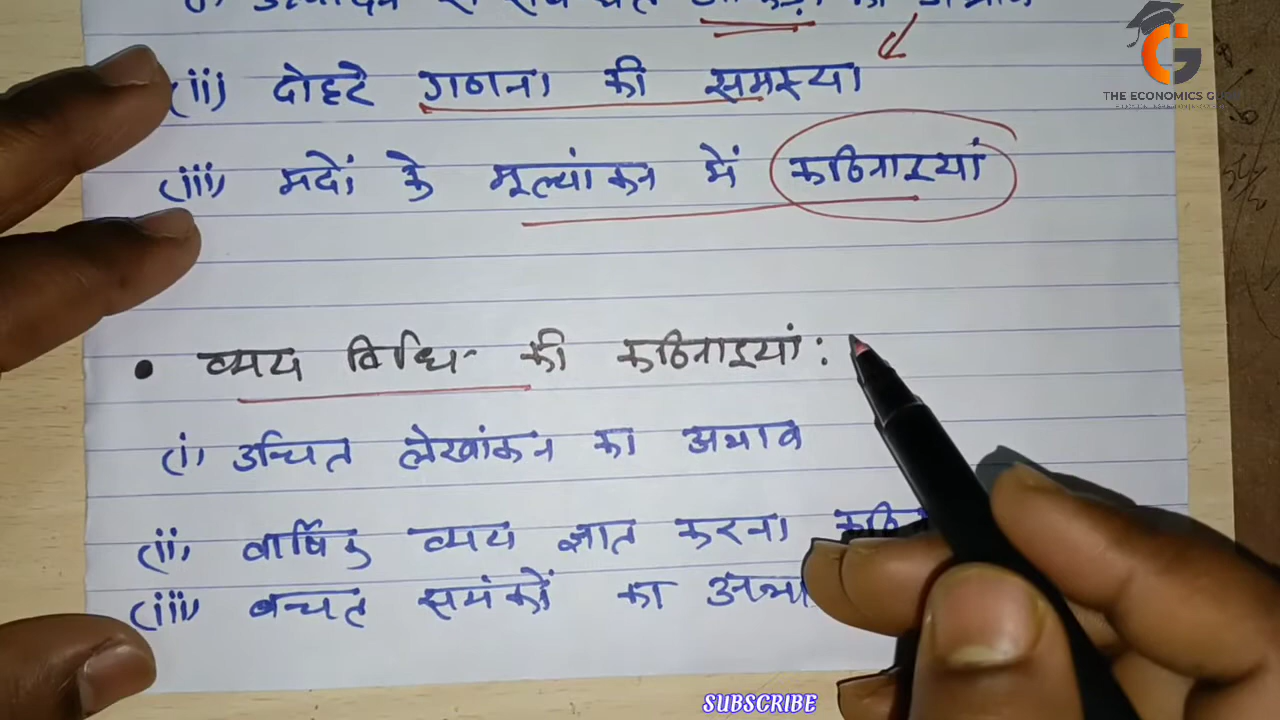 (ii) दोहरे गणना की समस्या
THE ECONOMICS
(iii) मदों के मूल्यांकन में कठिनाइयां
• व्यय विधि की कठिनाइयां :
(i) उचित लेखांकन का अभाव
(ii) वार्षिक व्यय ज्ञात करना
(iii) बचत समंकों का
SUBSCRIBE